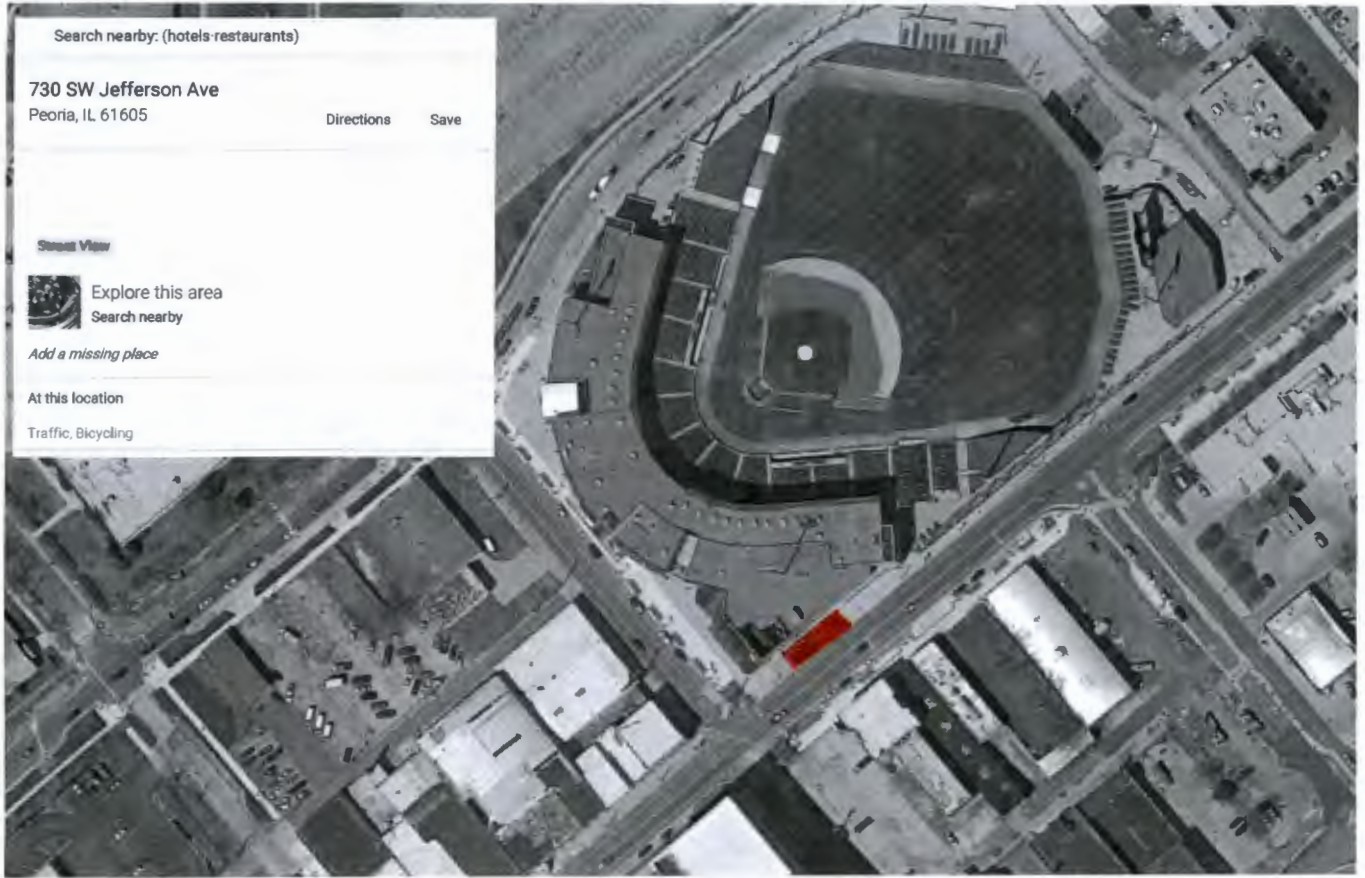 Search nearby: (hotels-restaurants)
730 SW Jefferson Ave
Peoria, IL 61605
Directions Save
Street View
Explore this area
Search nearby
Add a missing place
At this location
Traffic, Bicycling